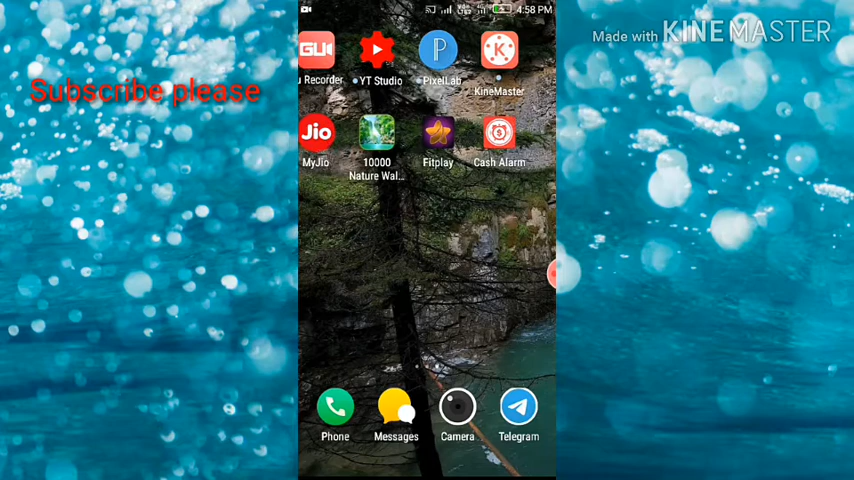 4:58 PM
Made with KINEMASTER
Subscribe please
GU
u Recorder
YT Studio
PixelLab
KineMaster
Jio
MyJio
10000
Nature Wal...
Fitplay
Cash Alarm
Phone
Messages
Camera
Telegram